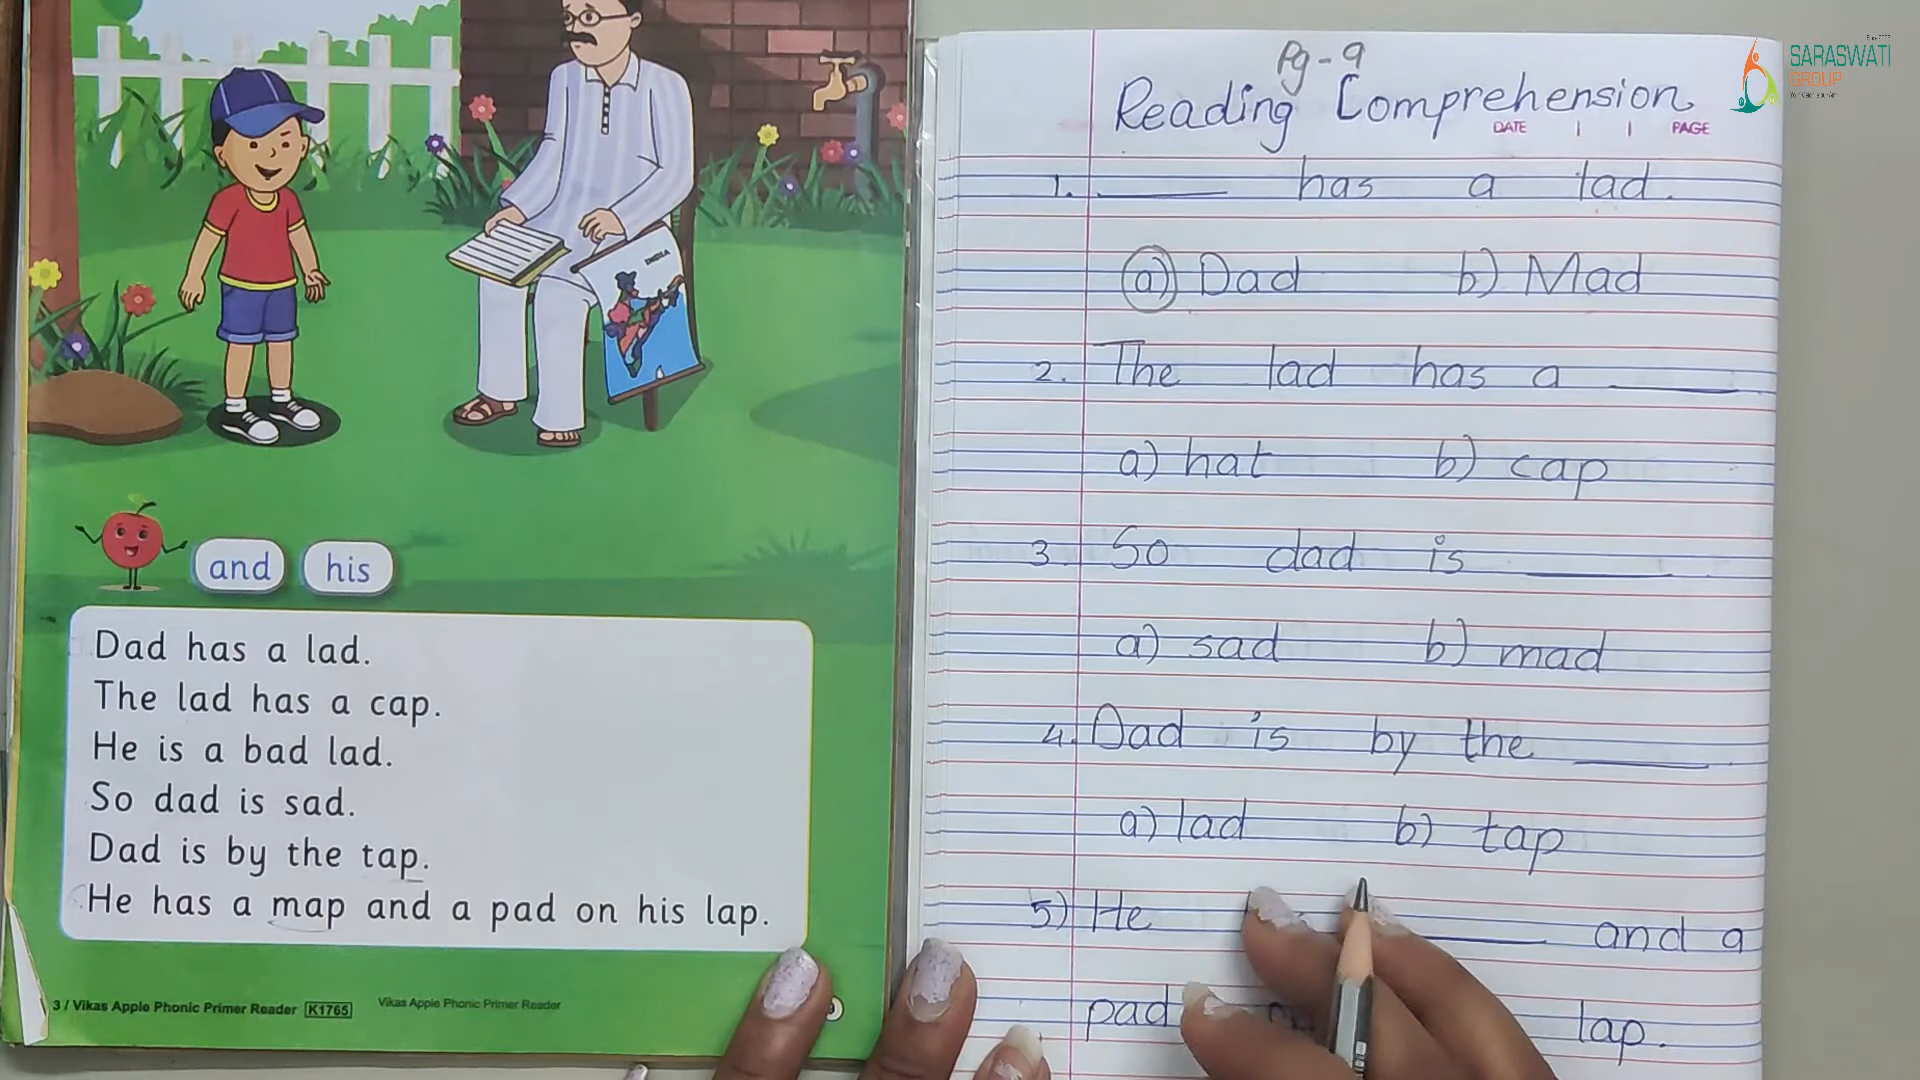 INDIA
and his
Dad has a lad.
The lad has a cap.
He is a bad lad.
So dad is sad.
Dad is by the tap.
He has a map and a pad on his lap.
3 / Vikas Apple Phonic Primer Reader K1765
Vikas Apple Phonic Primer Reader
Pg - 9
Reading Comprehension
DATE | | PAGE
1. ____ has a lad.
a) Dad b) Mad
2. The lad has a ____
a) hat b) cap
3. So dad is ____
a) sad b) mad
4. Dad is by the ____
a) lad b) tap
5) He ____ and a
pad lap.
SARASWATI
GROUP